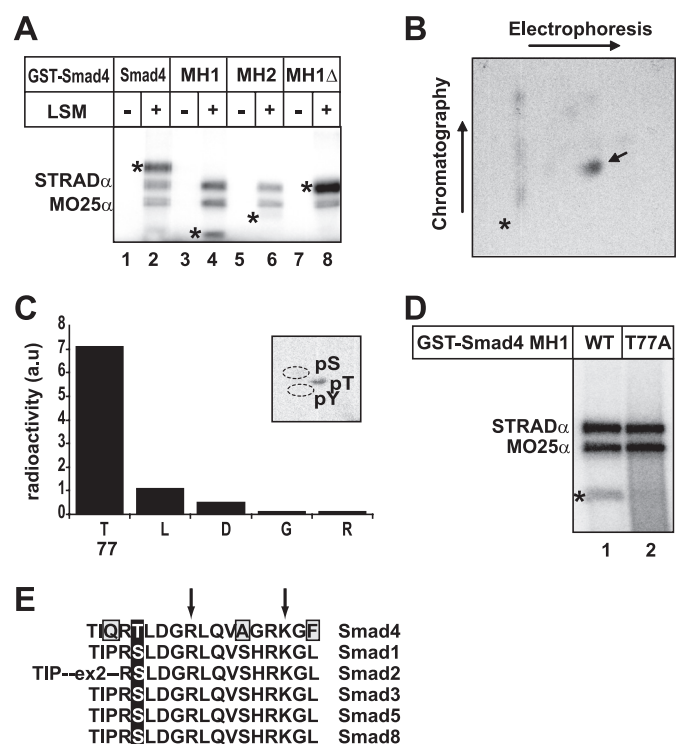 A
GST-Smad4 Smad4 MH1 MH2 MH1Δ
LSM - + - + - + - +
* * * *
STRADα
MO25α
1 2 3 4 5 6 7 8
B
Electrophoresis
Chromatography
*
C
radioactivity (a.u)
8
7
6
5
4
3
2
1
0
T L D G R
77
pS
pT
pY
D
GST-Smad4 MH1 WT T77A
STRADα
MO25α
*
1 2
E
TIQRTLDGRLQVAGRKGF Smad4
TIPRSLDGRLQVSHRKGL Smad1
TIP--ex2--RSLDGRLQVSHRKGL Smad2
TIPRSLDGRLQVSHRKGL Smad3
TIPRSLDGRLQVSHRKGL Smad5
TIPRSLDGRLQVSHRKGL Smad8